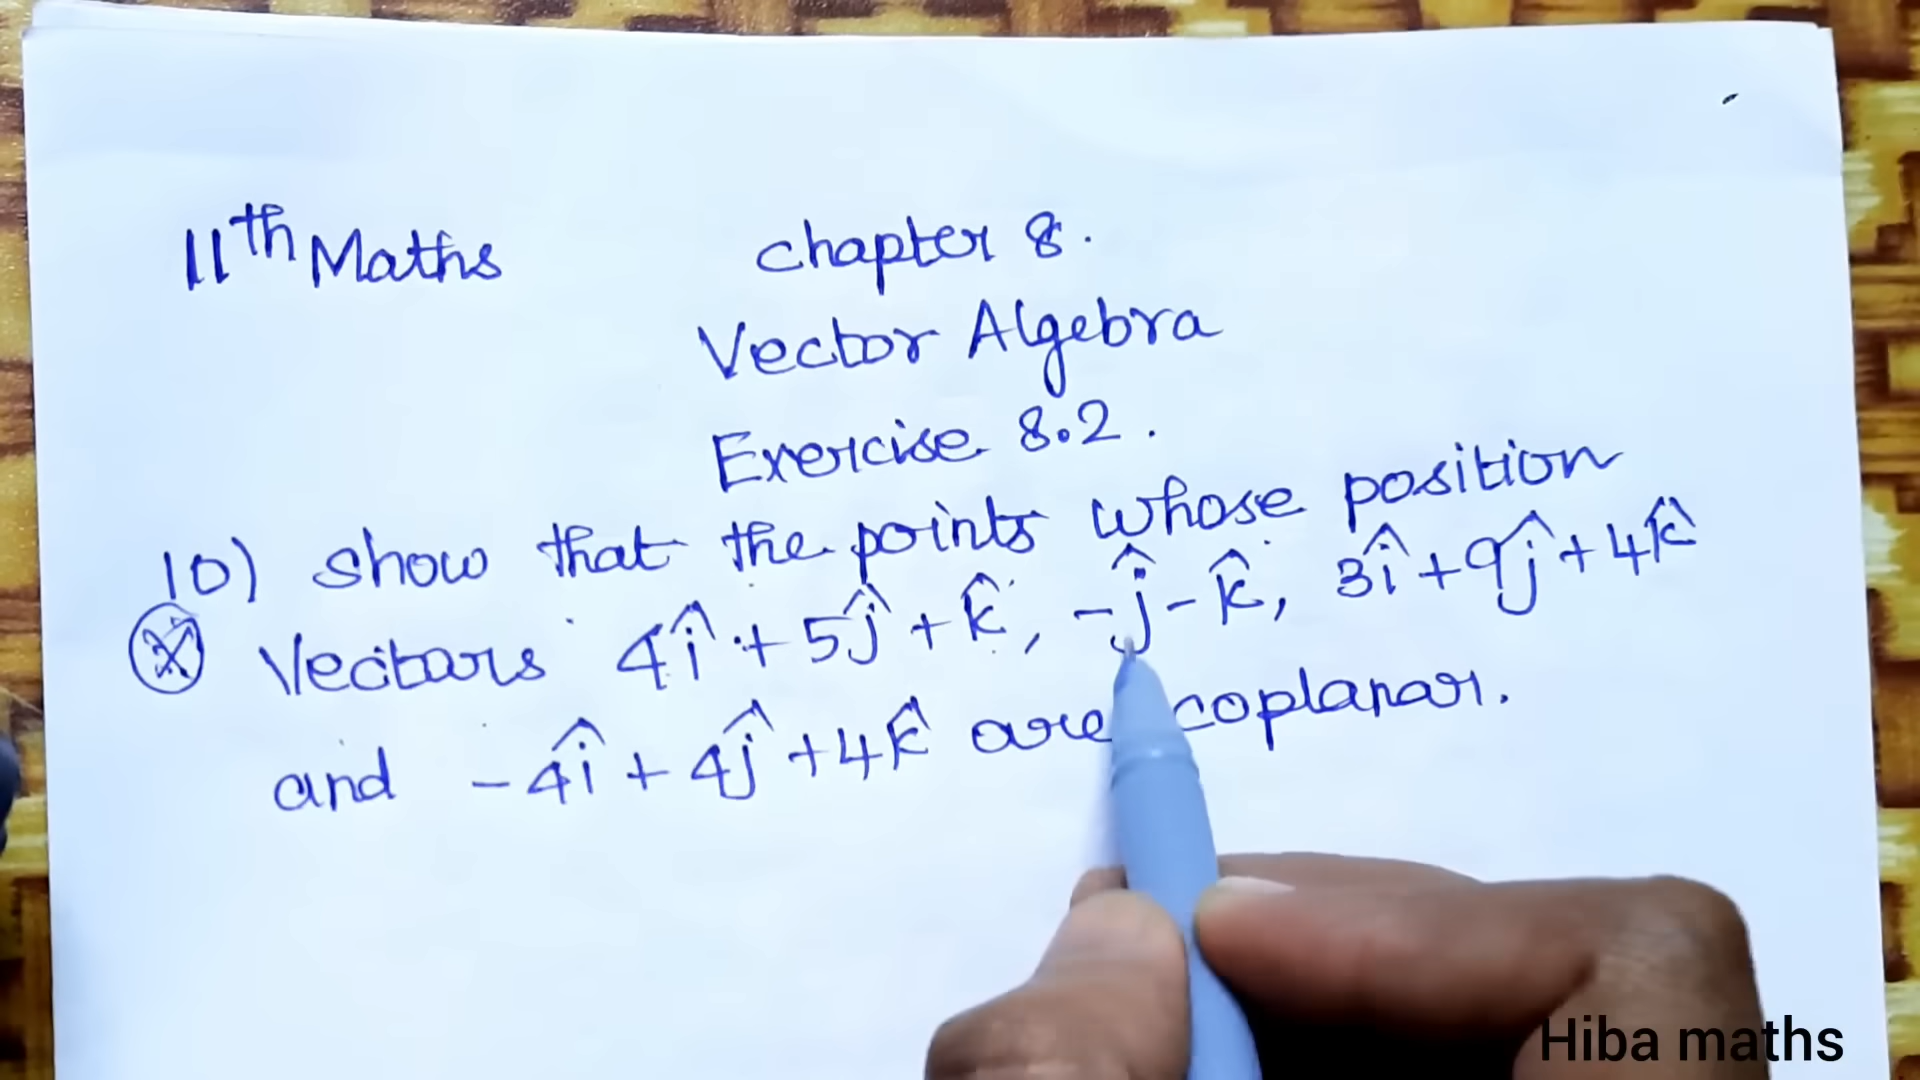 11th Maths chapter 8.
Vector Algebra
Exercise 8.2.
10) show that the points whose position
Vectors 4î + 5ĵ + k̂, -ĵ - k̂, 3î + 9ĵ + 4k̂
and -4î + 4ĵ + 4k̂ are coplanar.
Hiba maths